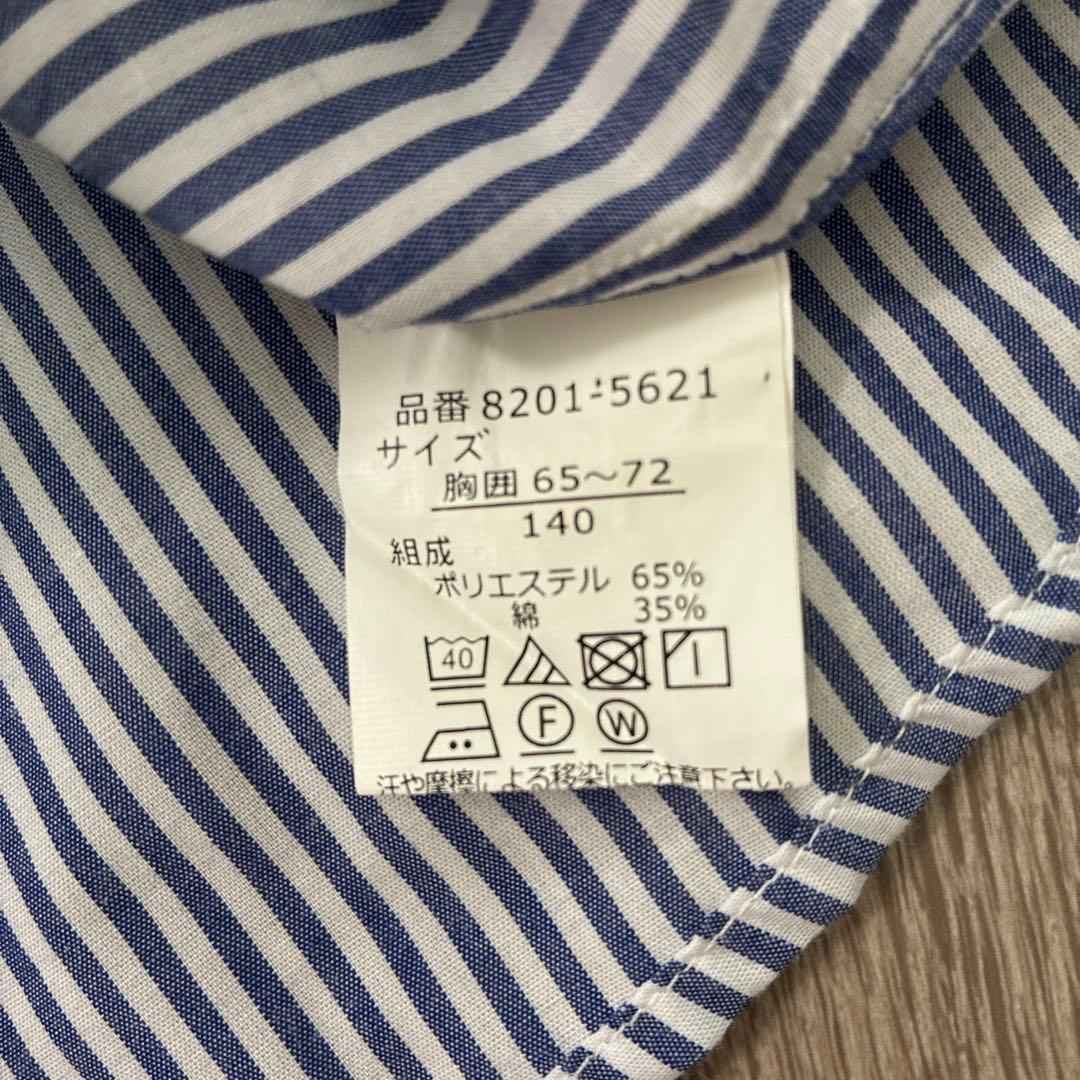 品番 8201-5621
サイズ
胸囲 65～72
140
組成
ポリエステル 65%
綿 35%
40
F W
汗や摩擦による移染にご注意下さい。